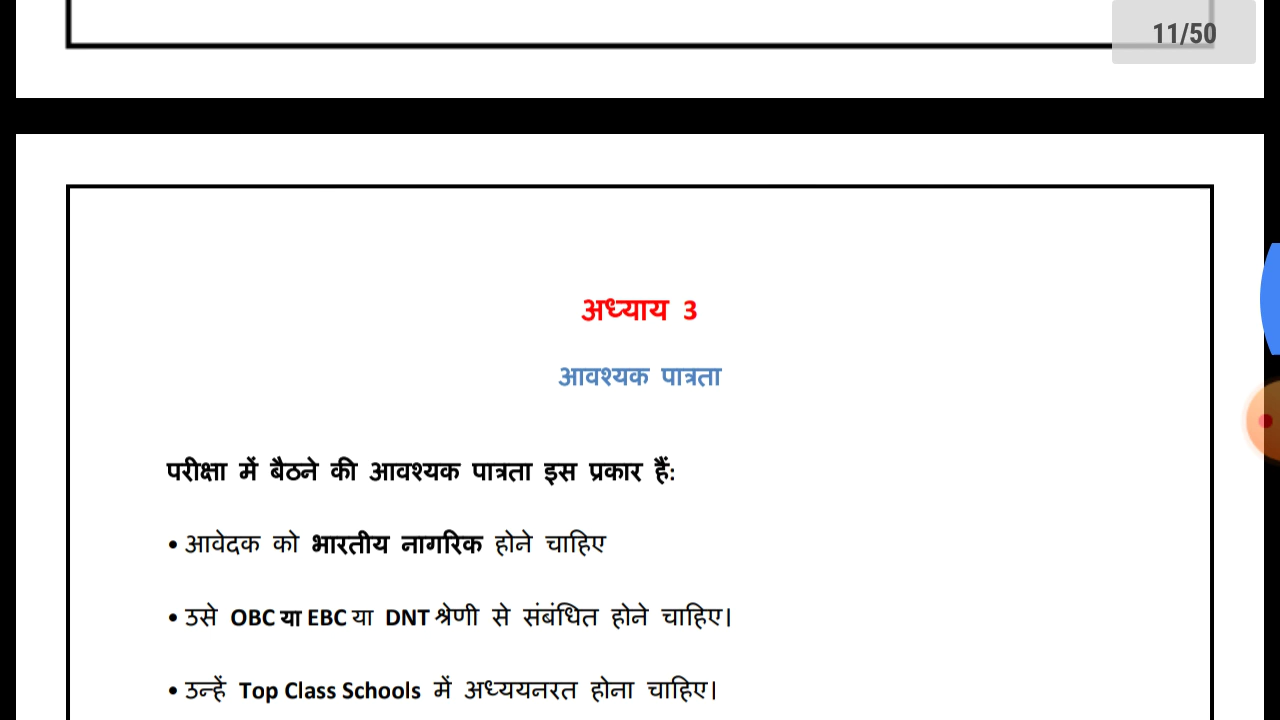 11/50
अध्याय 3
आवश्यक पात्रता
परीक्षा में बैठने की आवश्यक पात्रता इस प्रकार हैं:
• आवेदक को भारतीय नागरिक होने चाहिए
• उसे OBC या EBC या DNT श्रेणी से संबंधित होने चाहिए।
• उन्हें Top Class Schools में अध्ययनरत होना चाहिए।